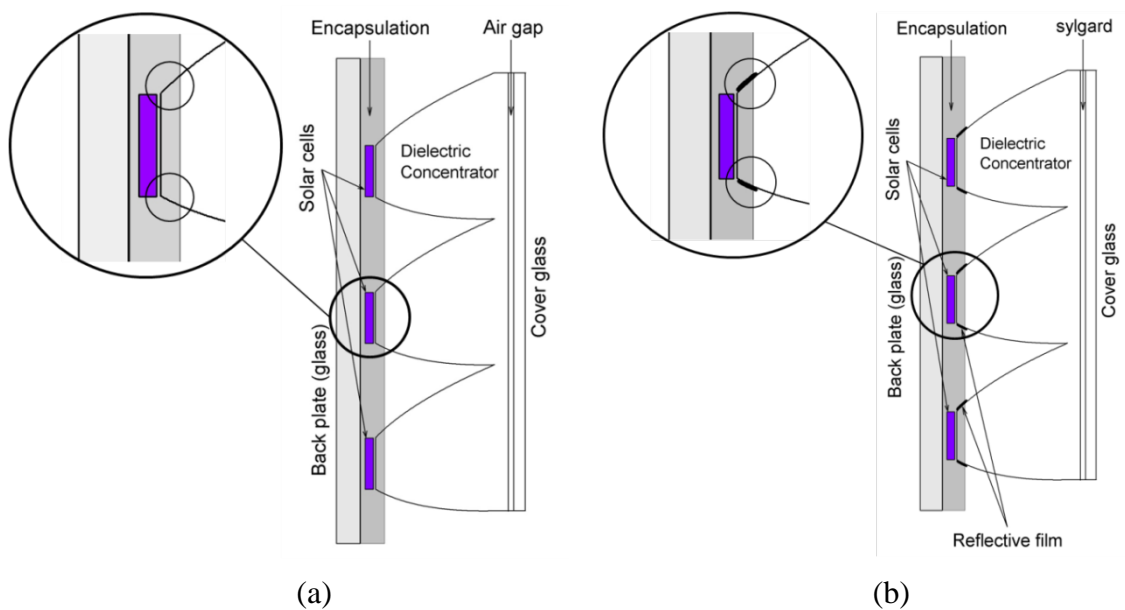 Encapsulation
Air gap
Solar cells
Dielectric
Concentrator
Back plate (glass)
Cover glass
(a)
Encapsulation
sylgard
Solar cells
Dielectric
Concentrator
Back plate (glass)
Cover glass
Reflective film
(b)